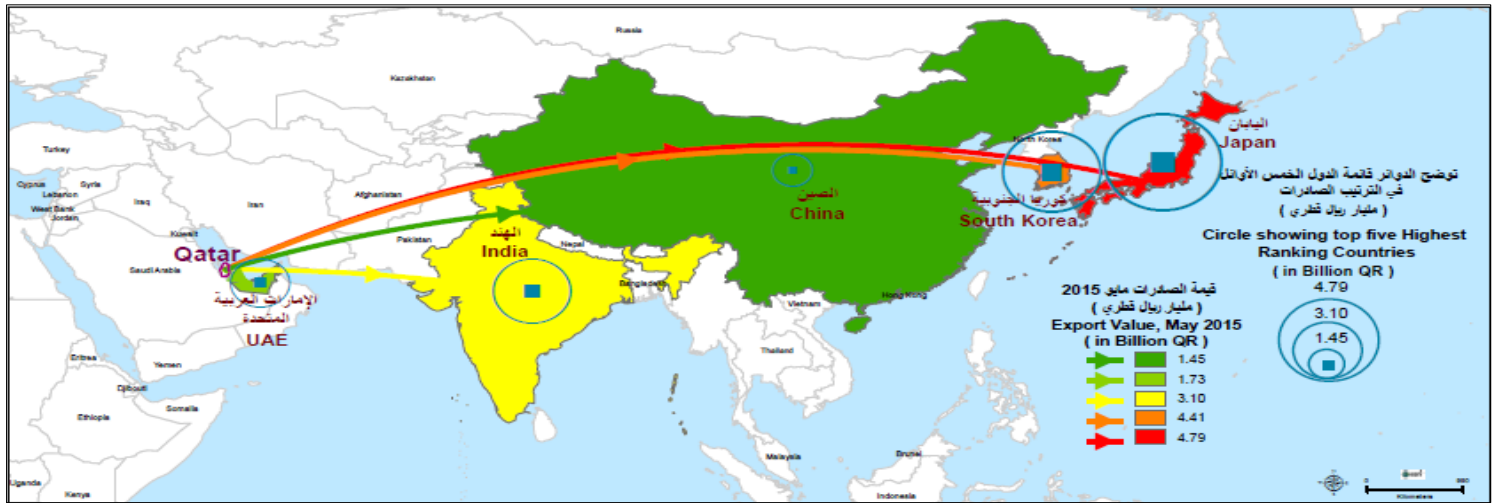 Russia
Kazakhstan
Turkey
Cyprus
Syria
Lebanon
West Bank
Jordan
Iraq
Iran
Afghanistan
Kuwait
Pakistan
Saudi Arabia
Qatar
الإمارات العربية
المتحدة
UAE
Yemen
Eritrea
Djibouti
Ethiopia
Somalia
Uganda
Kenya
الهند
India
Nepal
Bangladesh
الصين
China
Hong Kong
Vietnam
Thailand
Malaysia
Brunei
Indonesia
North Korea
كوريا الجنوبية
South Korea
اليابان
Japan
توضح الدوائر قائمة الدول الخمس الأوائل
في الترتيب الصادرات
( مليار ريال قطري )
Circle showing top five Highest
Ranking Countries
( in Billion QR )
4.79
3.10
1.45
قيمة الصادرات مايو 2015
( مليار ريال قطري )
Export Value, May 2015
( in Billion QR )
1.45
1.73
3.10
4.41
4.79
0
Kilometers